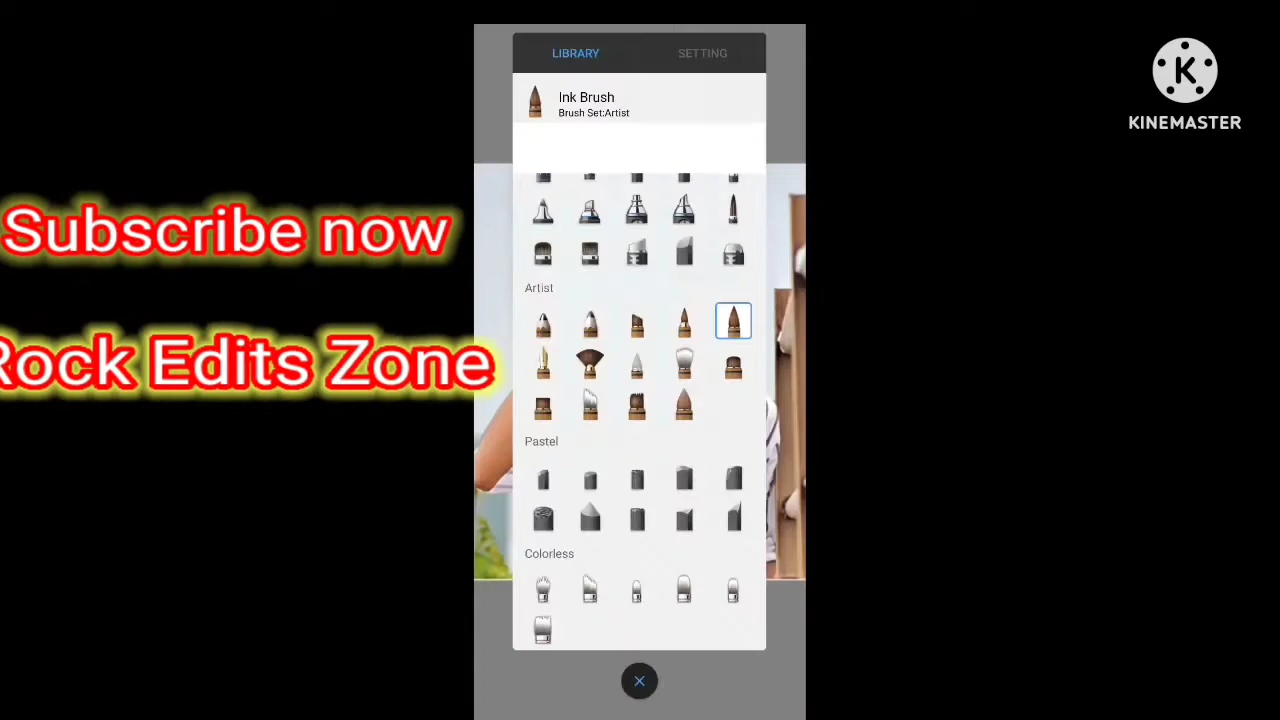 LIBRARY
SETTING
Ink Brush
Brush Set:Artist
KINEMASTER
Subscribe now
Rock Edits Zone
Artist
Pastel
Colorless